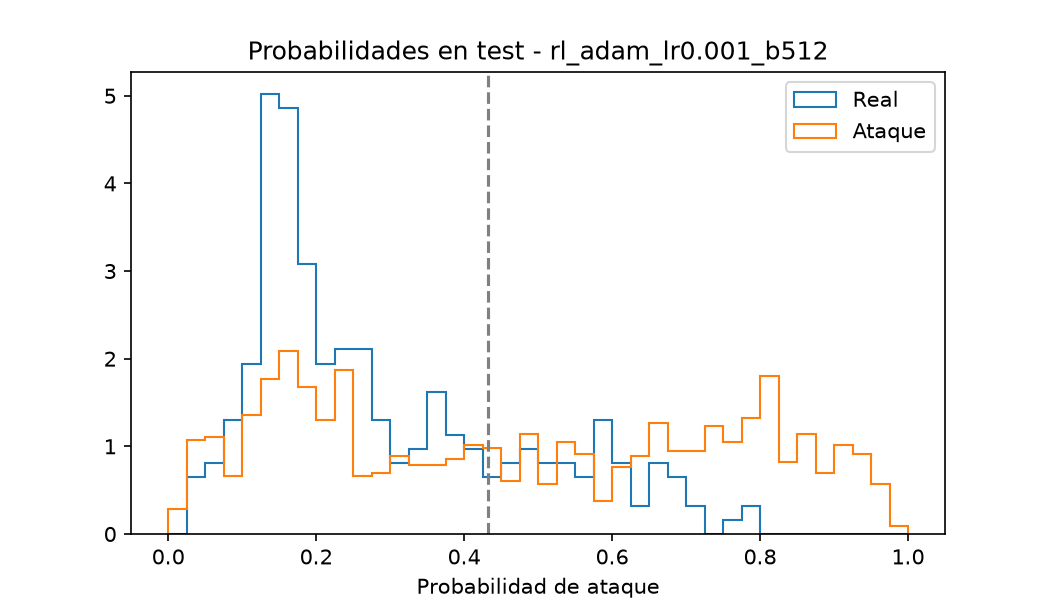 Probabilidades en test - rl_adam_lr0.001_b512
Real
Ataque
5
4
3
2
1
0
0.0 0.2 0.4 0.6 0.8 1.0
Probabilidad de ataque